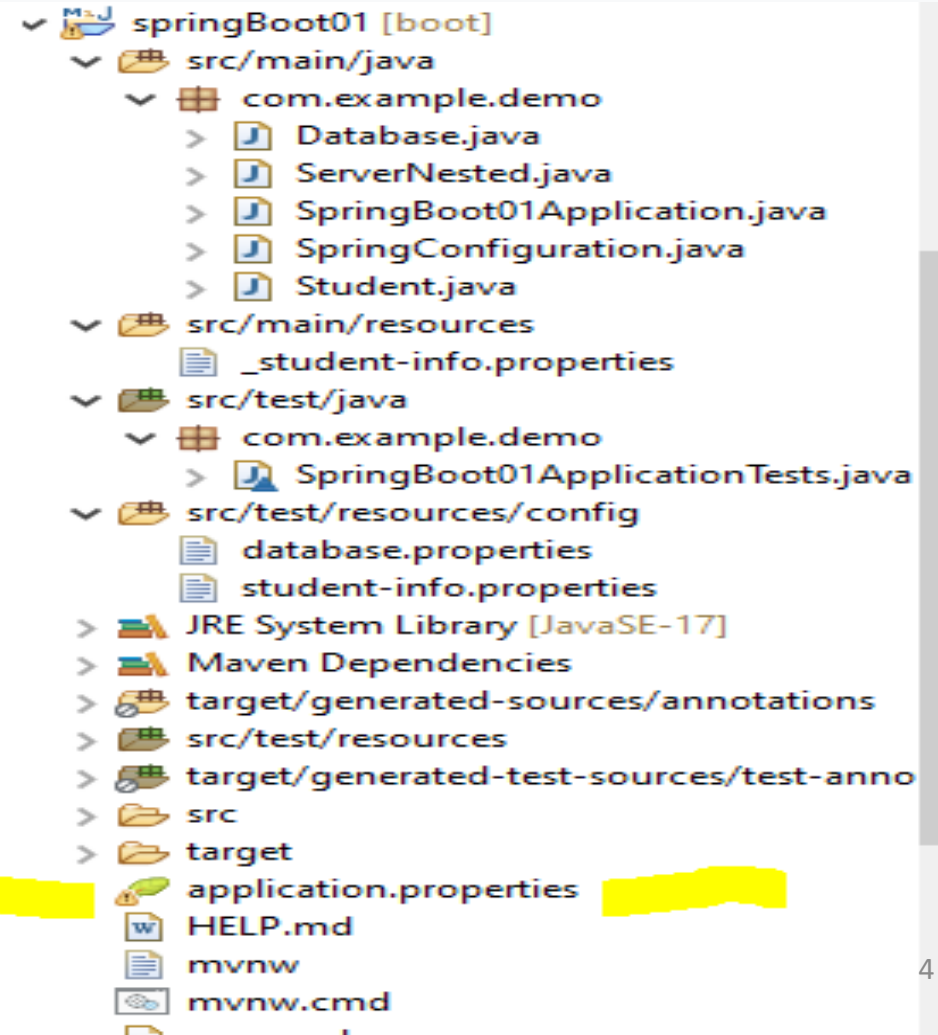 springBoot01 [boot]
src/main/java
com.example.demo
Database.java
ServerNested.java
SpringBoot01Application.java
SpringConfiguration.java
Student.java
src/main/resources
_student-info.properties
src/test/java
com.example.demo
SpringBoot01ApplicationTests.java
src/test/resources/config
database.properties
student-info.properties
JRE System Library [JavaSE-17]
Maven Dependencies
target/generated-sources/annotations
src/test/resources
target/generated-test-sources/test-anno
src
target
application.properties
HELP.md
mvnw
4
mvnw.cmd